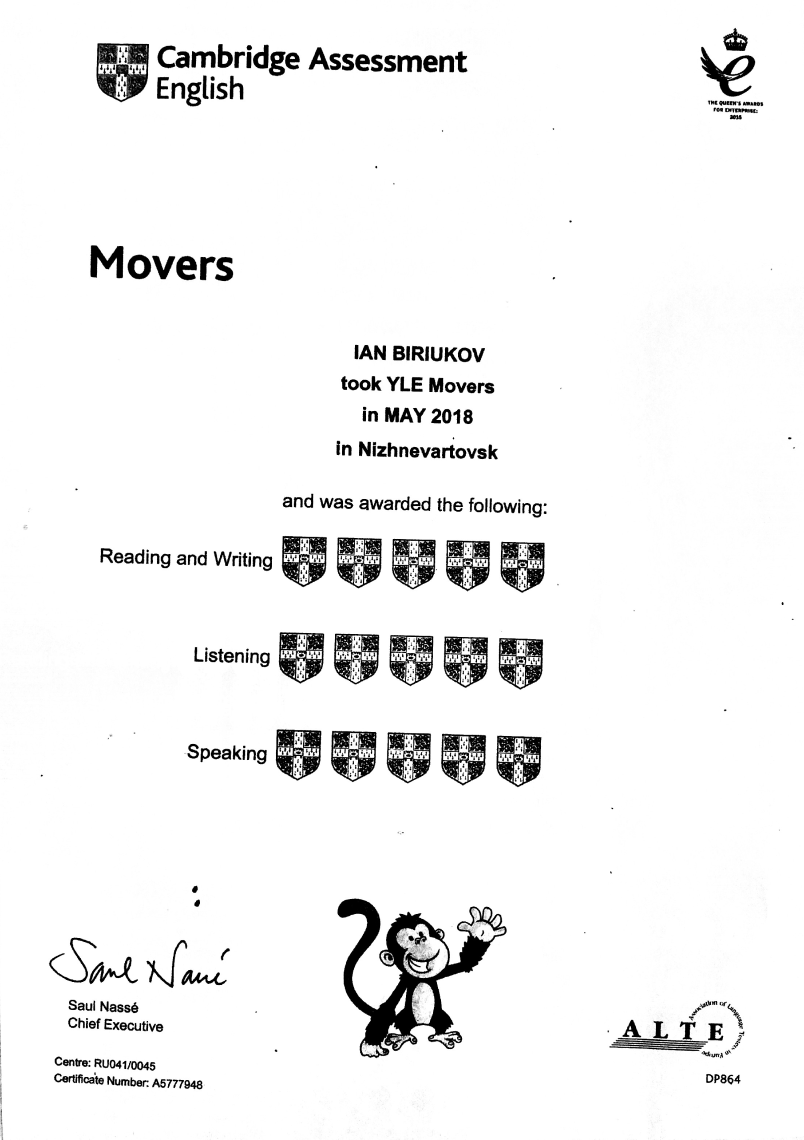 Cambridge Assessment
English
THE QUEEN'S AWARDS
FOR ENTERPRISE:
2015
Movers
IAN BIRIUKOV
took YLE Movers
in MAY 2018
in Nizhnevartovsk
and was awarded the following:
Reading and Writing
Listening
Speaking
Saul Nassé
Saul Nassé
Chief Executive
Centre: RU041/0045
Certificate Number: A5777948
ALTE
Association of Language Testers in Europe
DP864